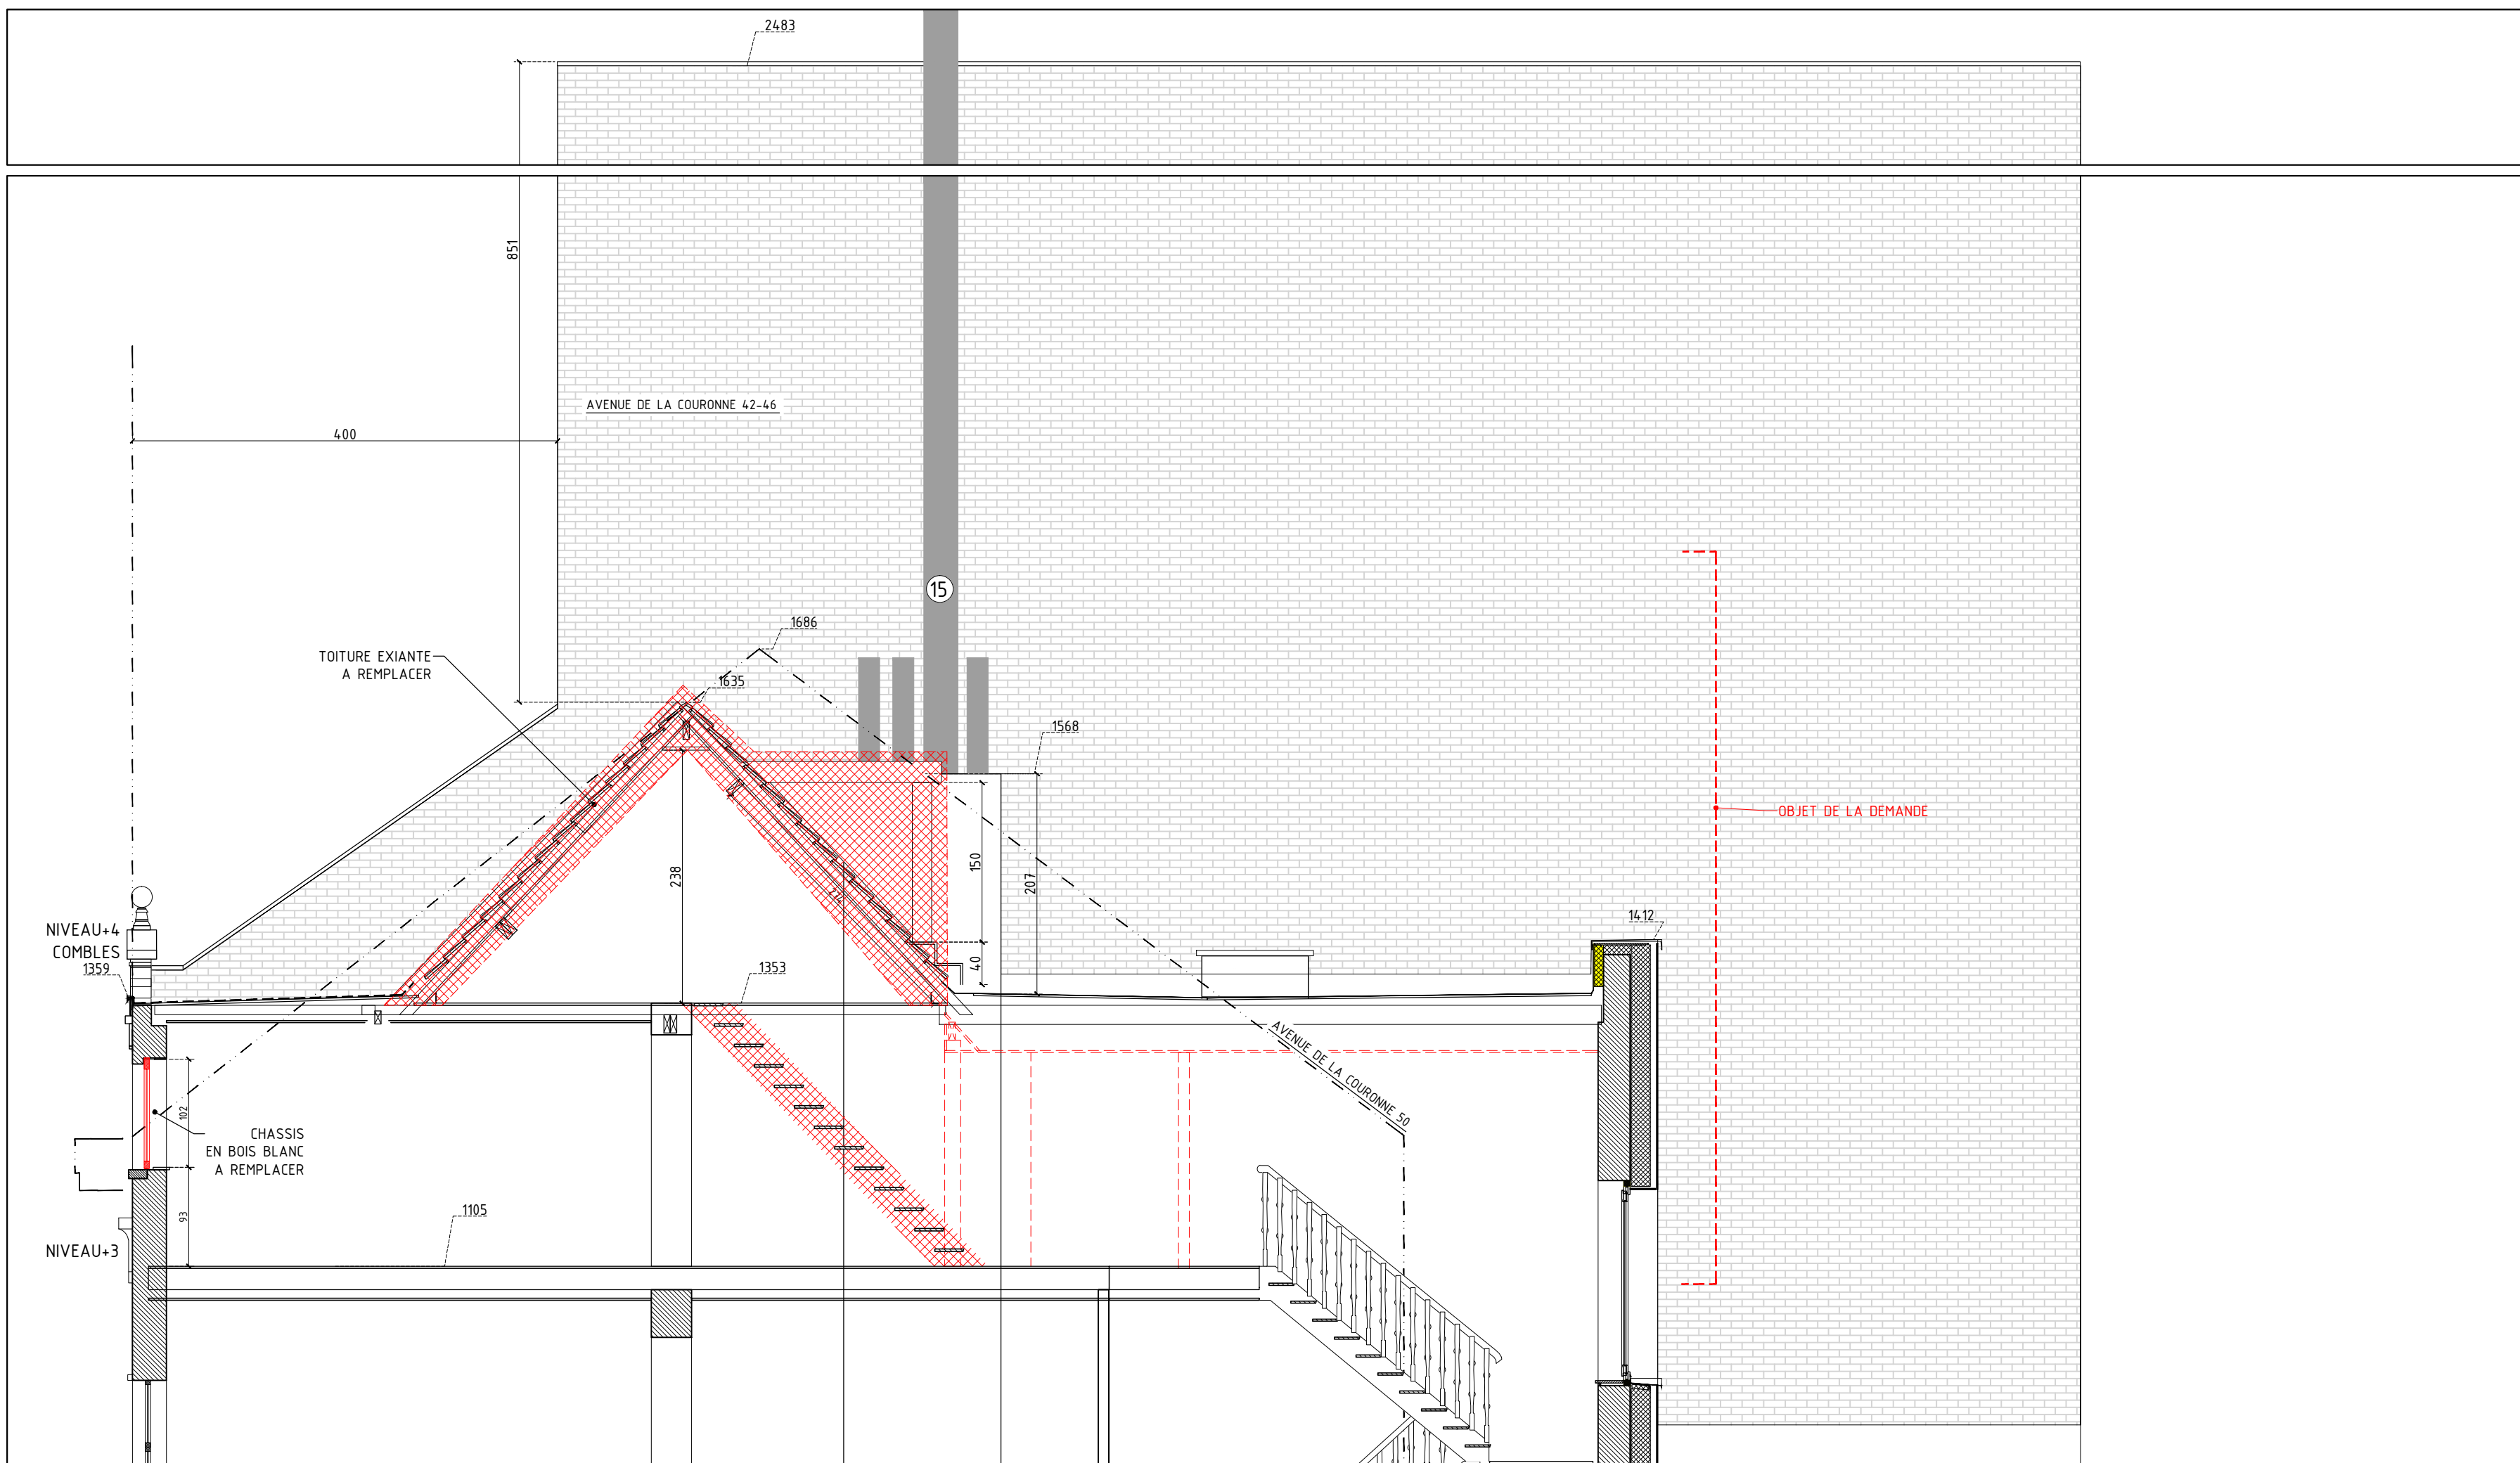 2483
851
AVENUE DE LA COURONNE 42-46
400
15
1686
TOITURE EXIANTE
A REMPLACER
1635
1568
OBJET DE LA DEMANDE
150
238
207
274
1412
NIVEAU+4
COMBLES
1359
40
1353
AVENUE DE LA COURONNE 50
102
CHASSIS
EN BOIS BLANC
A REMPLACER
93
1105
NIVEAU+3